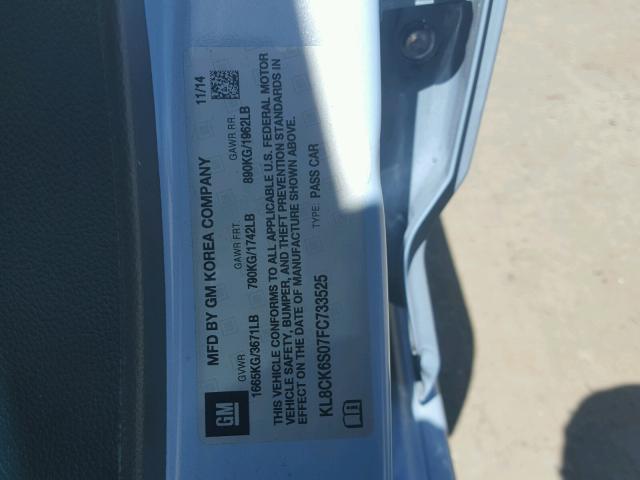 GM
MFD BY GM KOREA COMPANY
11/14
GVWR
GAWR FRT
GAWR RR.
1665KG/3671LB
790KG/1742LB
890KG/1962LB
THIS VEHICLE CONFORMS TO ALL APPLICABLE U.S. FEDERAL MOTOR
VEHICLE SAFETY, BUMPER, AND THEFT PREVENTION STANDARDS IN
EFFECT ON THE DATE OF MANUFACTURE SHOWN ABOVE.
TYPE: PASS CAR
KL8CK6S07FC733525